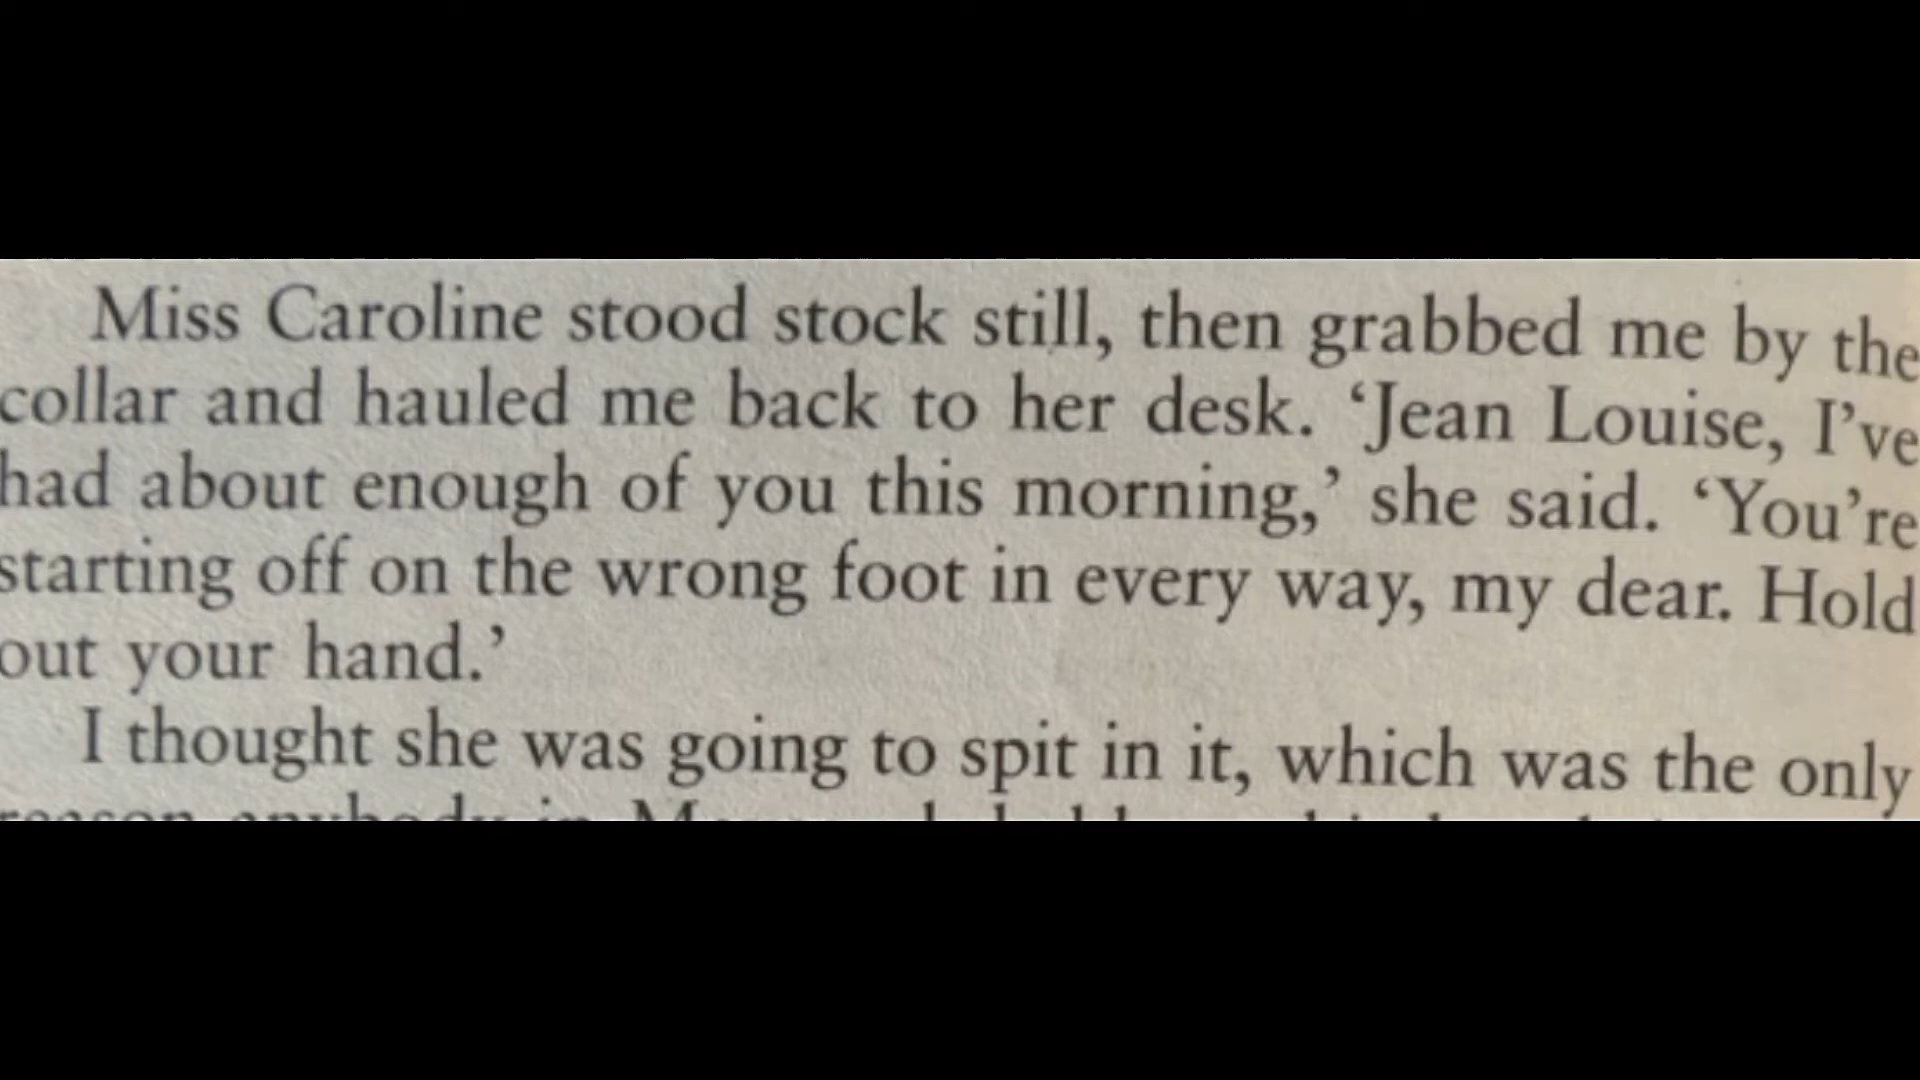 Miss Caroline stood stock still, then grabbed me by the
collar and hauled me back to her desk. ‘Jean Louise, I’ve
had about enough of you this morning,’ she said. ‘You’re
starting off on the wrong foot in every way, my dear. Hold
out your hand.’
I thought she was going to spit in it, which was the only
reason anybody in